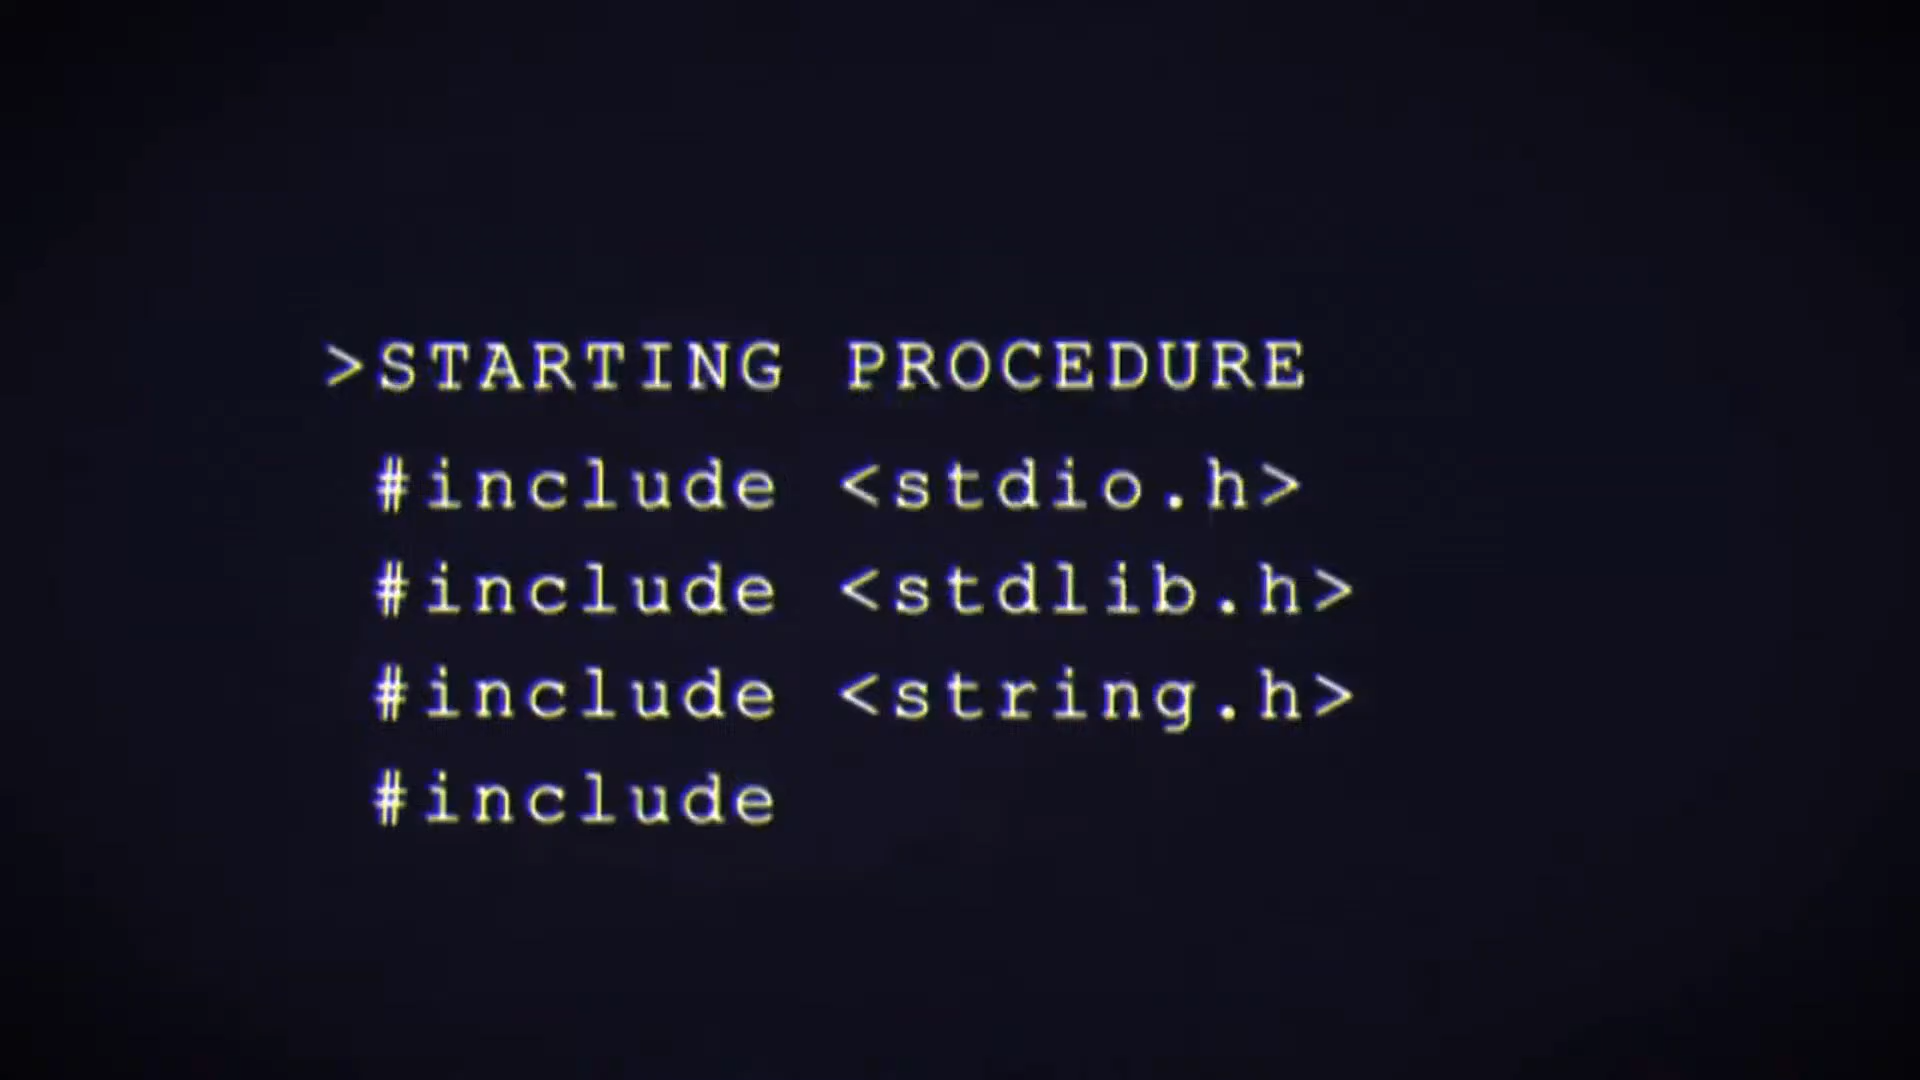 >STARTING PROCEDURE
#include <stdio.h>
#include <stdlib.h>
#include <string.h>
#include